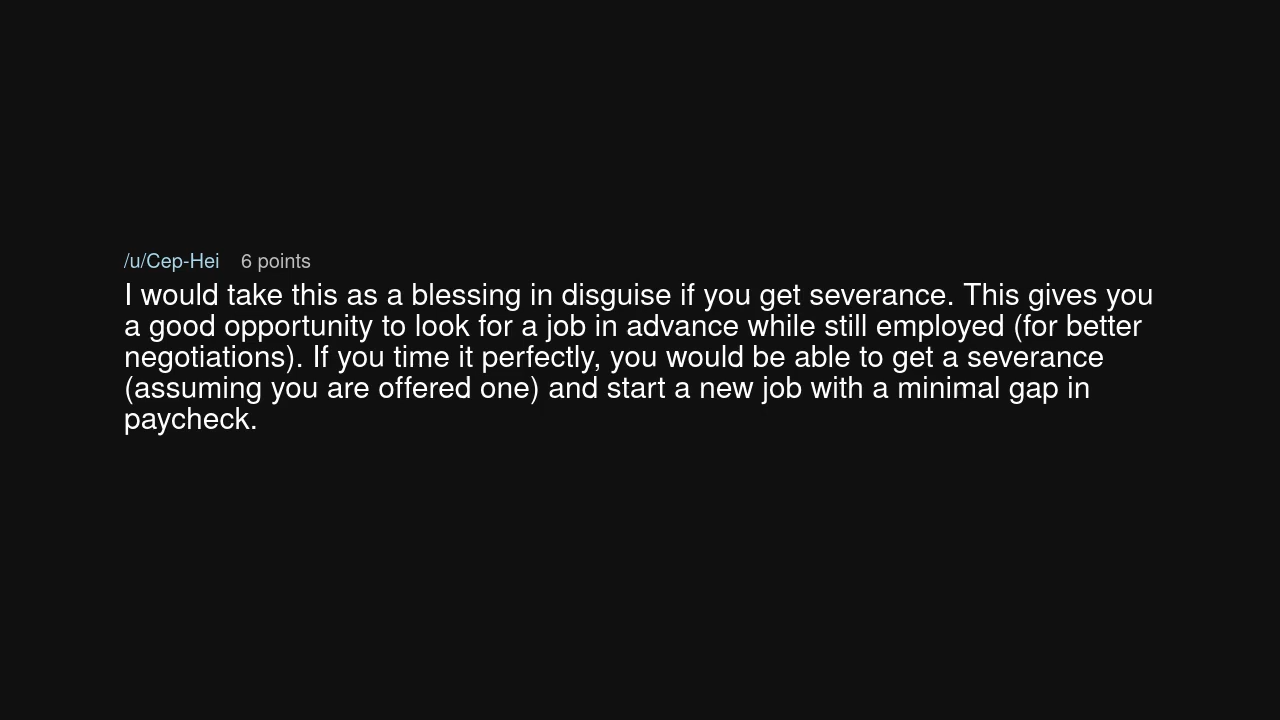 /u/Cep-Hei 6 points
I would take this as a blessing in disguise if you get severance. This gives you
a good opportunity to look for a job in advance while still employed (for better
negotiations). If you time it perfectly, you would be able to get a severance
(assuming you are offered one) and start a new job with a minimal gap in
paycheck.